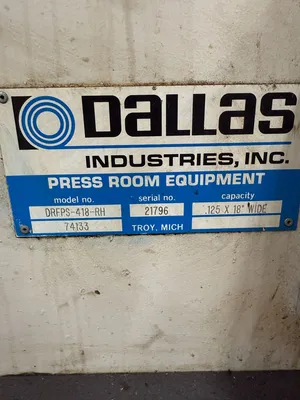 Dallas
INDUSTRIES, INC.
PRESS ROOM EQUIPMENT
model no. serial no. capacity
DRFPS-418-RH 21796 .125 X 18" WIDE
74133 TROY, MICH